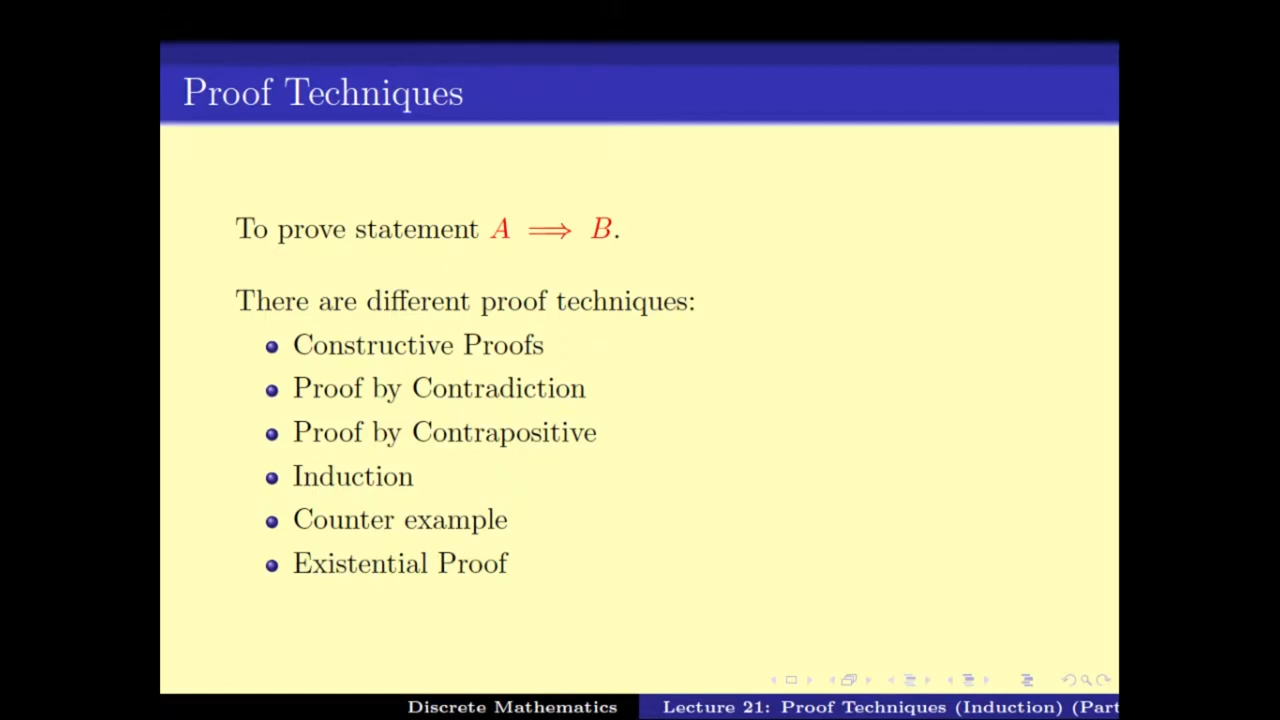 Proof Techniques
To prove statement A ⟹ B.
There are different proof techniques:
Constructive Proofs
Proof by Contradiction
Proof by Contrapositive
Induction
Counter example
Existential Proof
Discrete Mathematics
Lecture 21: Proof Techniques (Induction) (Part